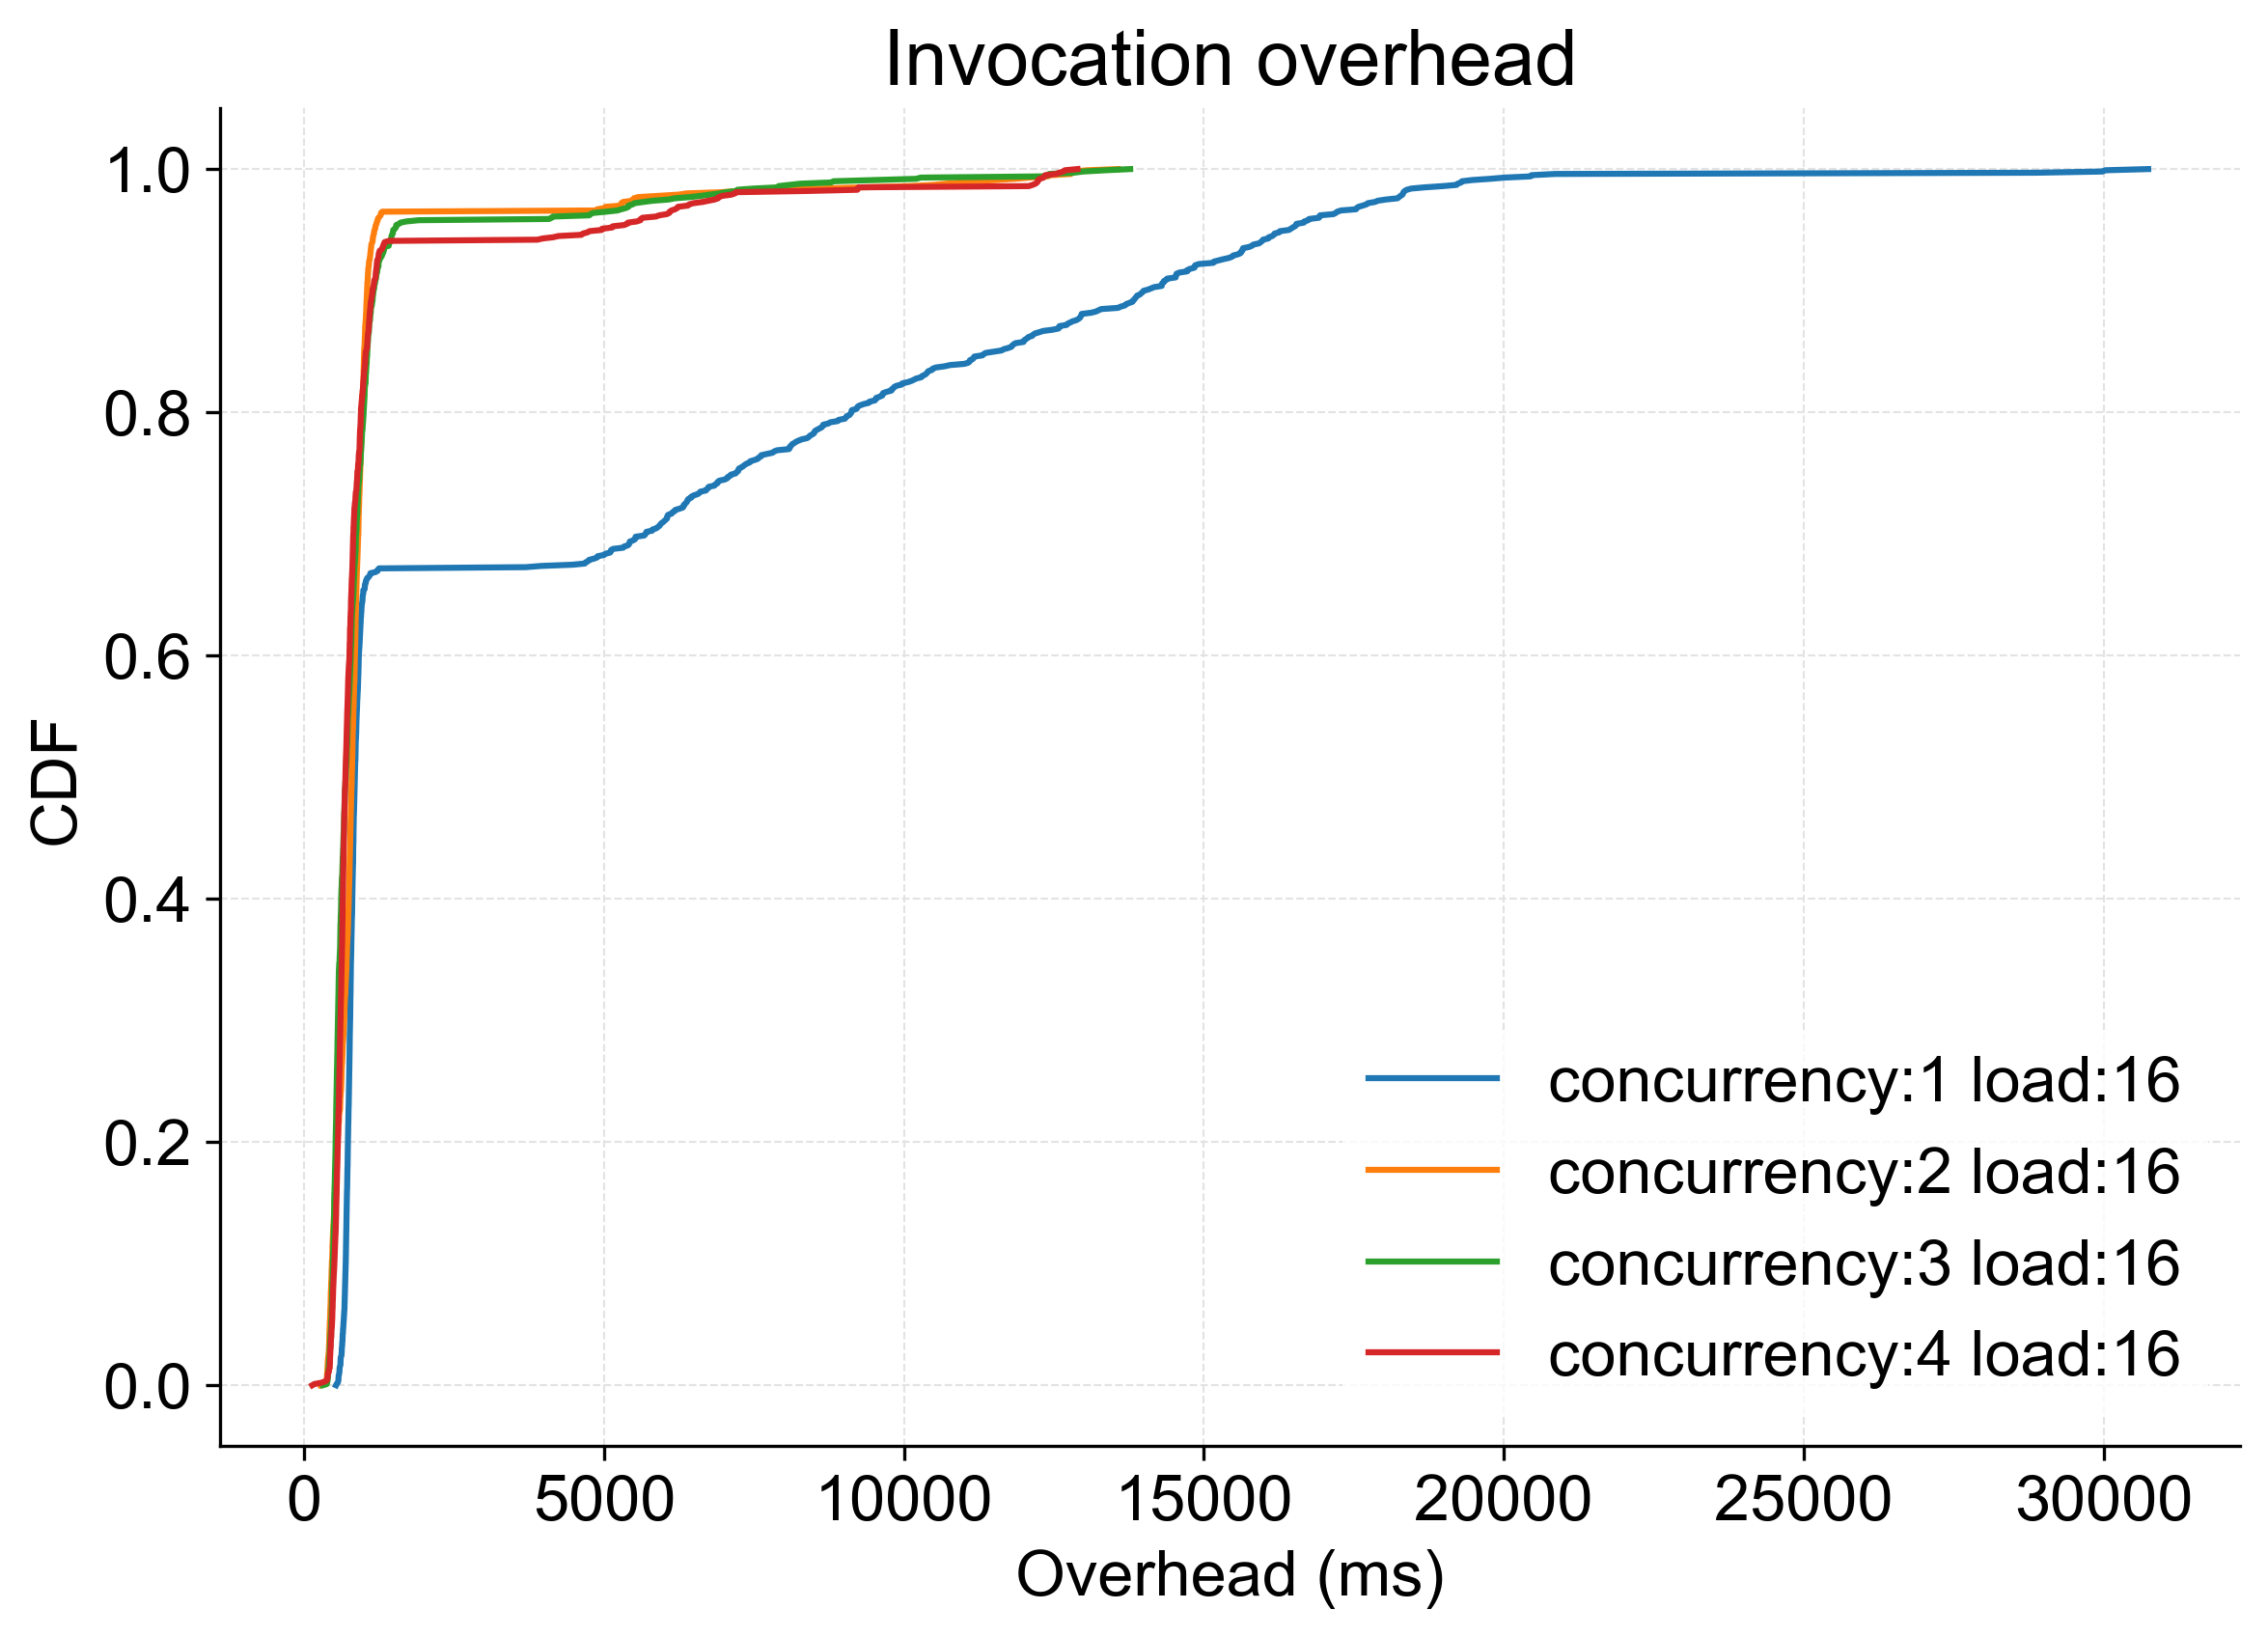 Invocation overhead
1.0
0.8
0.6
0.4
0.2
0.0
CDF
concurrency:1 load:16
concurrency:2 load:16
concurrency:3 load:16
concurrency:4 load:16
0 5000 10000 15000 20000 25000 30000
Overhead (ms)